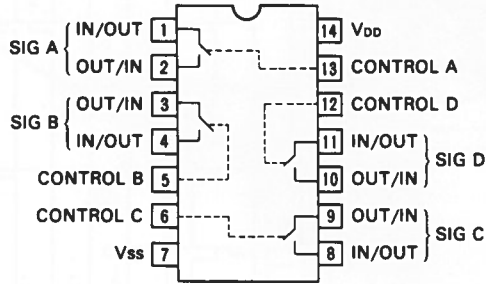 SIG A IN/OUT 1
OUT/IN 2
SIG B OUT/IN 3
IN/OUT 4
CONTROL B 5
CONTROL C 6
Vss 7
14 VDD
13 CONTROL A
12 CONTROL D
11 IN/OUT SIG D
10 OUT/IN
9 OUT/IN SIG C
8 IN/OUT